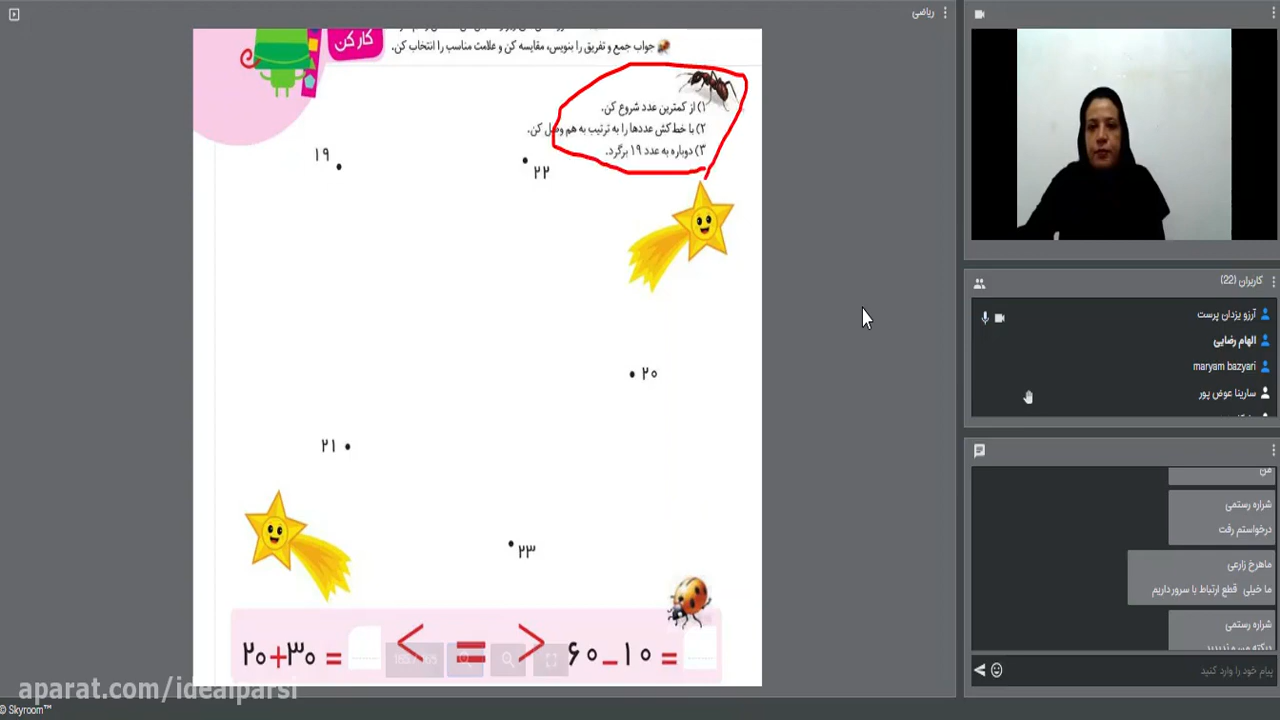 ریاضی
کار کن
جواب جمع و تفریق را بنویس، مقایسه کن و علامت مناسب را انتخاب کن.
۱) از کمترین عدد شروع کن.
۲) با خط‌کش عددها را به ترتیب به هم وصل کن.
۳) دوباره به عدد ۱۹ برگرد.
۱۹
۲۲
۲۰
۲۱
۲۳
۲۰+۳۰=
< = >
۶۰-۱۰=
کاربران (22)
آرزو یزدان پرست
الهام رضایی
maryam bazyari
سارینا عوض پور
من
شراره رستمی
درخواستم رفت
ماهرخ زارعی
ما خیلی قطع ارتباط با سرور داریم
شراره رستمی
پیام خود را وارد کنید
aparat.com/idealparsi
© Skyroom™